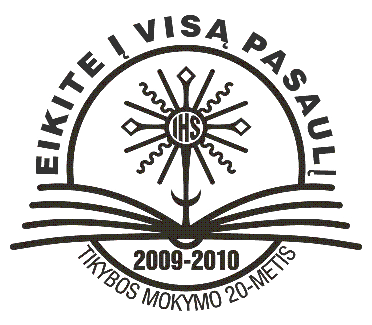 EIKITE Į VISĄ PASAULĮ
IHS
2009-2010
TIKYBOS MOKYMO 20-METIS